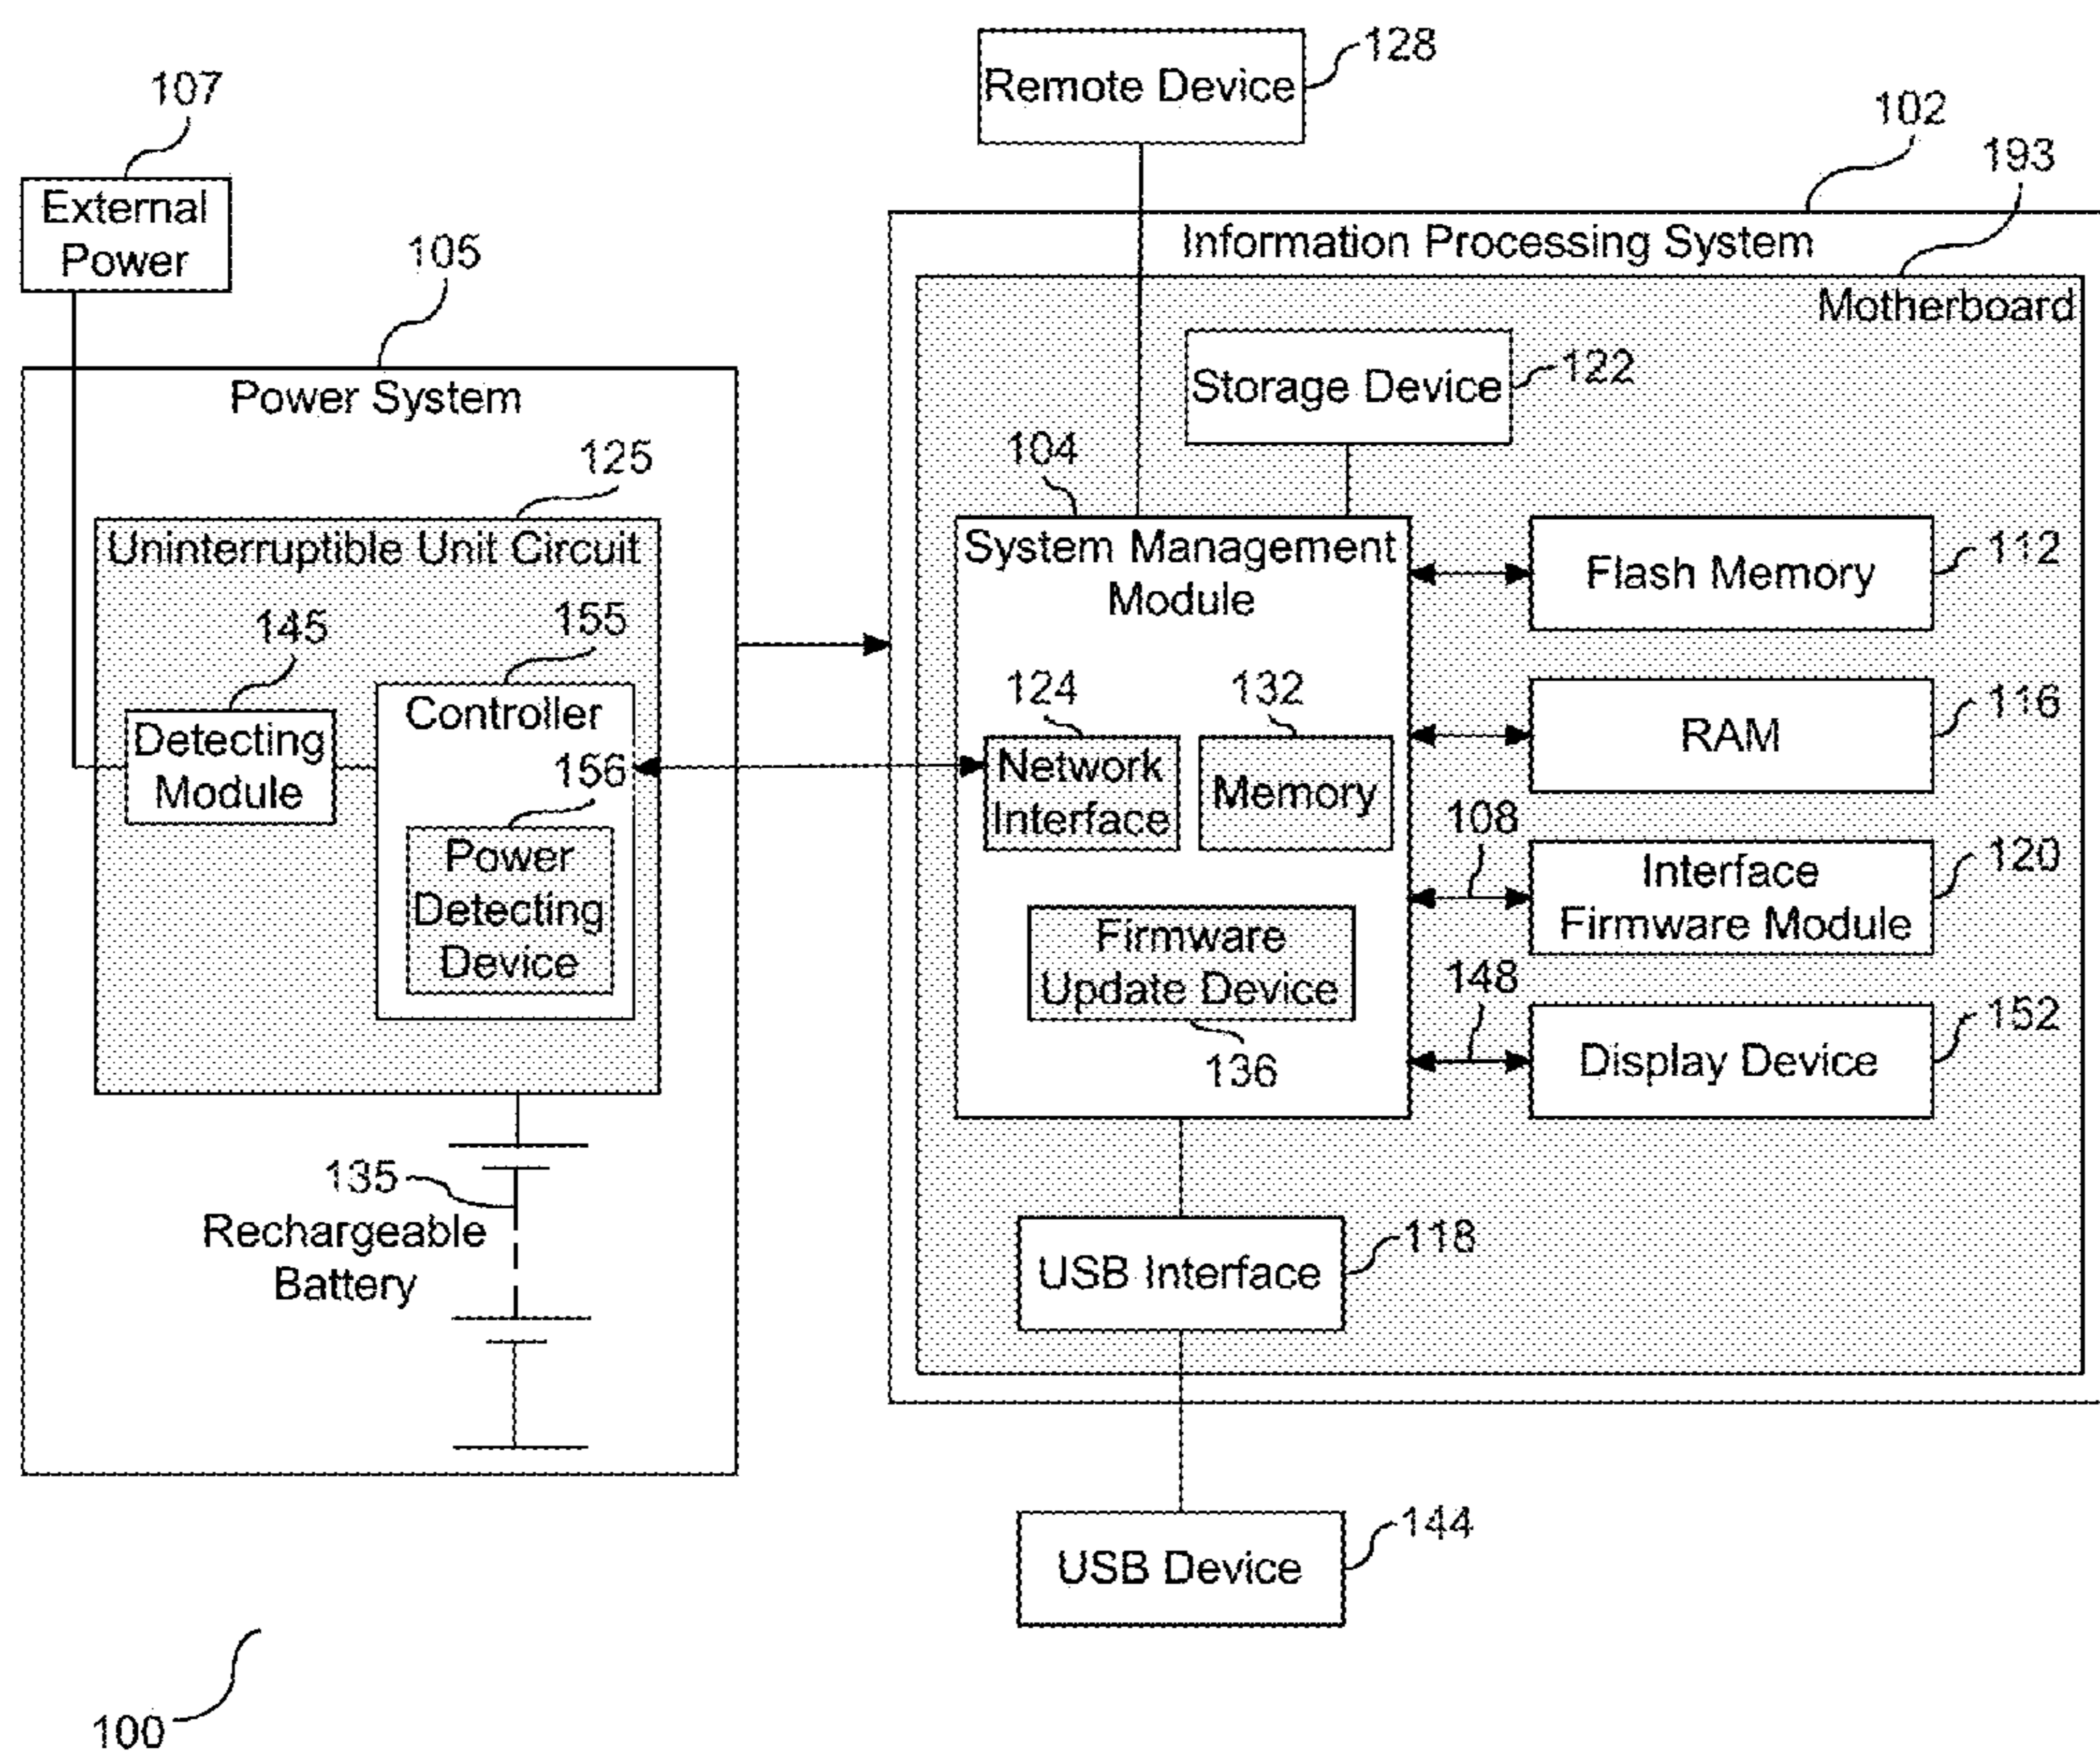 128
Remote Device
107
External
Power
102
193
Information Processing System
Motherboard
105
Power System
Storage Device
122
125
104
Uninterruptible Unit Circuit
System Management
Module
Flash Memory
112
145
155
Detecting
Module
Controller
156
Power
Detecting
Device
124
132
Network
Interface
Memory
RAM
116
108
Interface
Firmware Module
120
Firmware
Update Device
136
148
Display Device
152
135
Rechargeable
Battery
USB Interface
118
USB Device
144
100